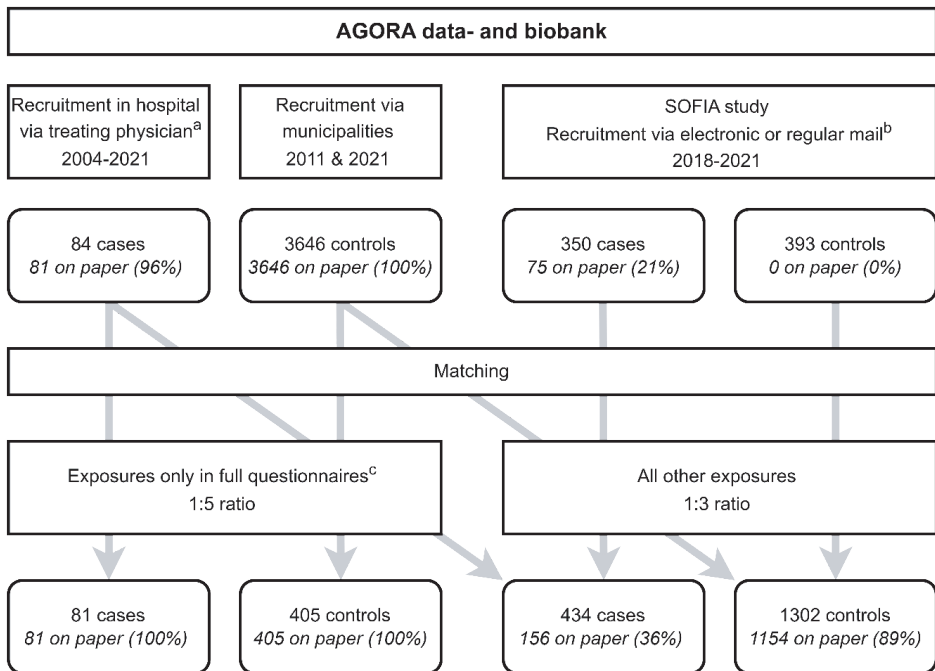 AGORA data- and biobank
Recruitment in hospital
via treating physicianᵃ
2004-2021
Recruitment via
municipalities
2011 & 2021
SOFIA study
Recruitment via electronic or regular mailᵇ
2018-2021
84 cases
81 on paper (96%)
3646 controls
3646 on paper (100%)
350 cases
75 on paper (21%)
393 controls
0 on paper (0%)
Matching
Exposures only in full questionnairesᶜ
1:5 ratio
All other exposures
1:3 ratio
81 cases
81 on paper (100%)
405 controls
405 on paper (100%)
434 cases
156 on paper (36%)
1302 controls
1154 on paper (89%)